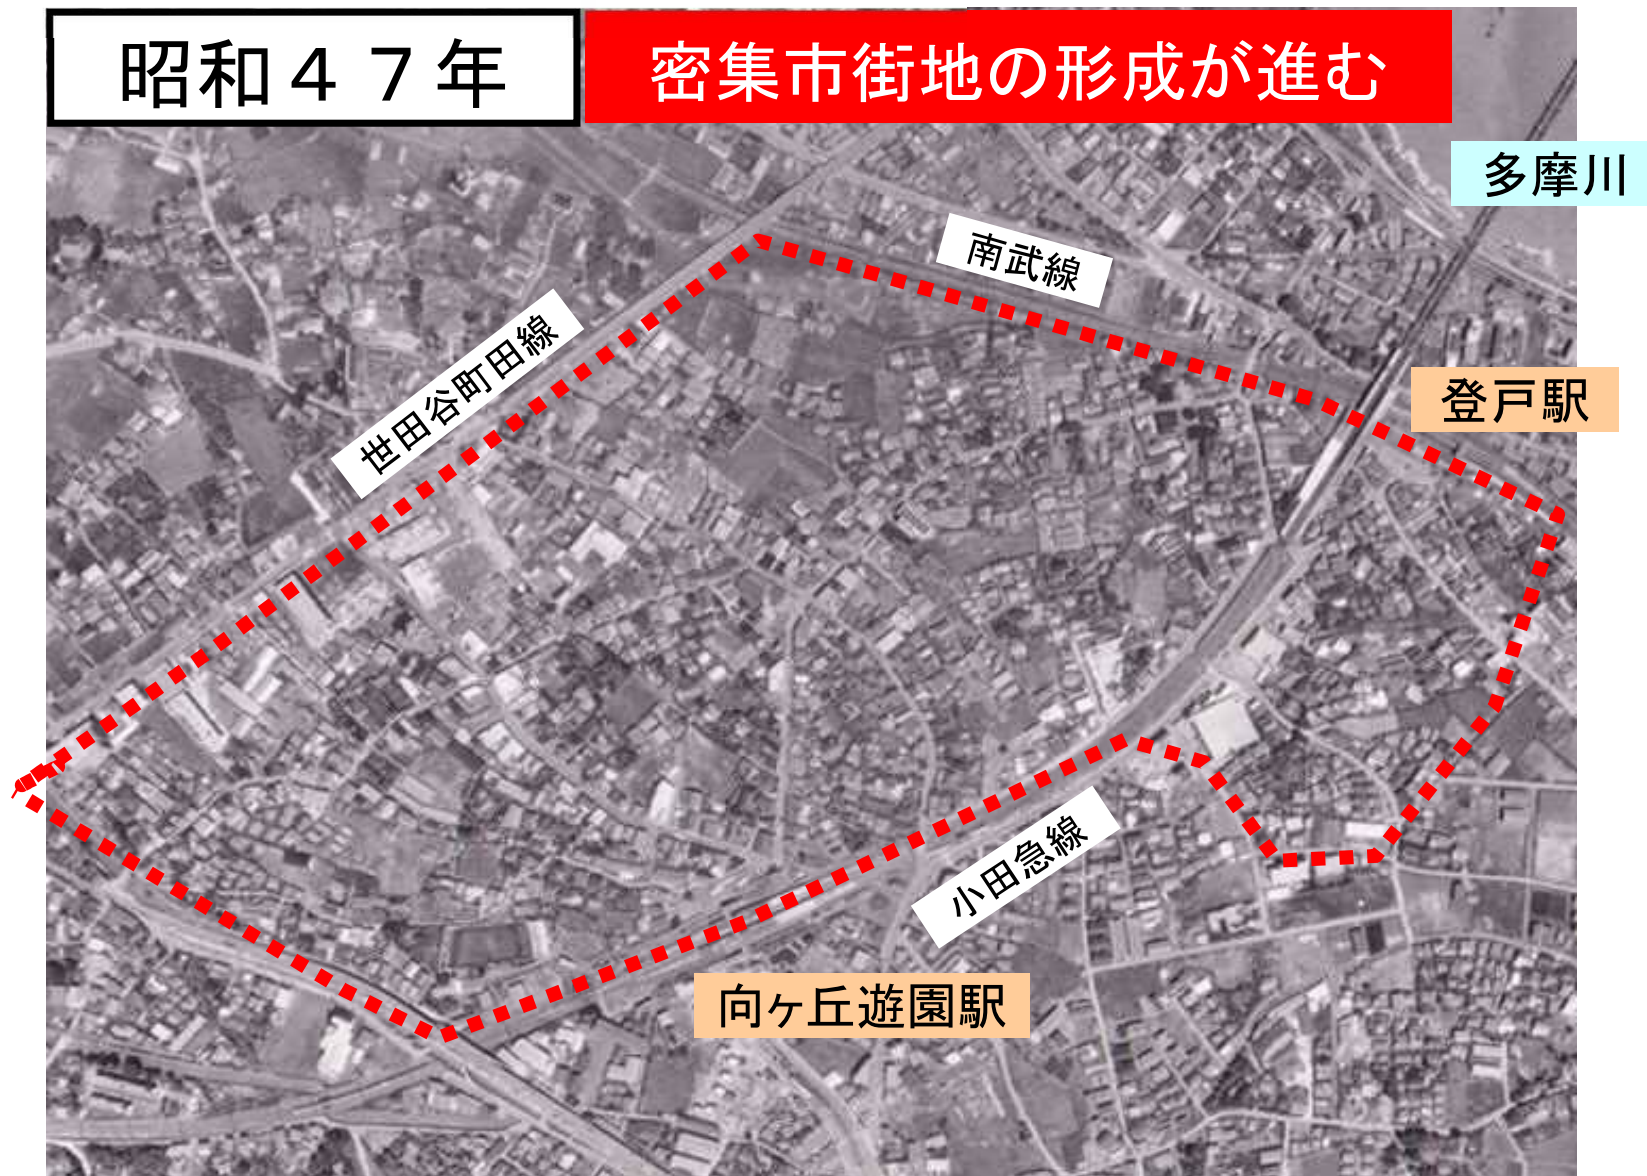 昭和４７年
密集市街地の形成が進む
多摩川
南武線
世田谷町田線
登戸駅
小田急線
向ヶ丘遊園駅